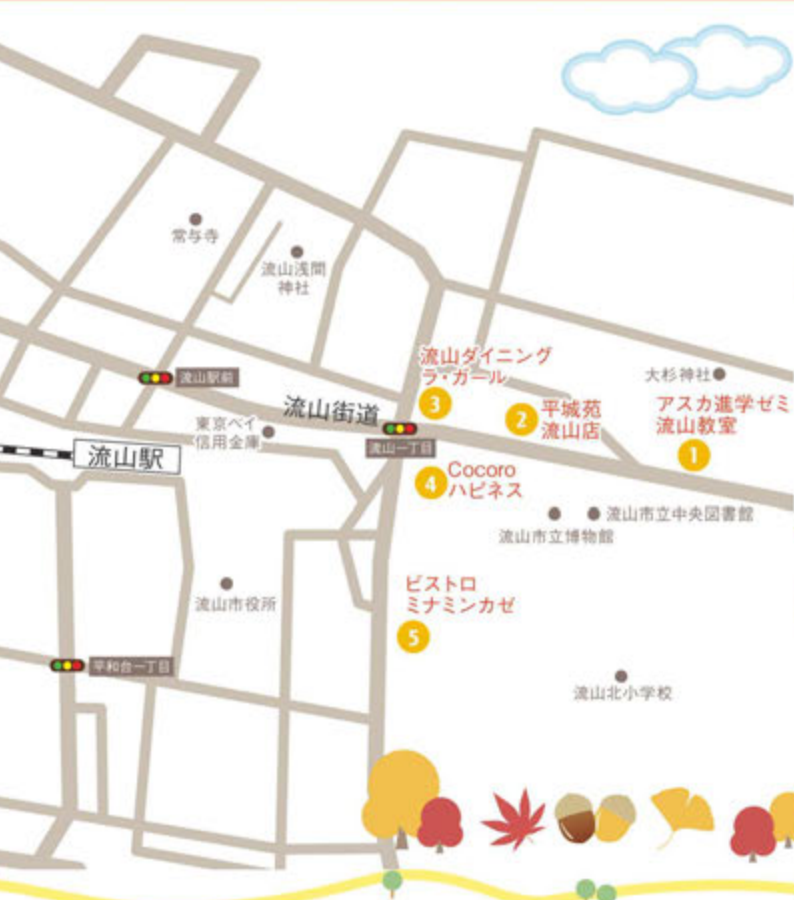 常与寺
流山浅間
神社
流山駅前
流山街道
流山ダイニング
ラ・ガール
3
2
平城苑
流山店
大杉神社
アスカ進学ゼミ
流山教室
1
東京ベイ
信用金庫
流山一丁目
流山駅
4
Cocoro
ハピネス
流山市立中央図書館
流山市立博物館
流山市役所
ビストロ
ミナミンカゼ
5
平和台一丁目
流山北小学校